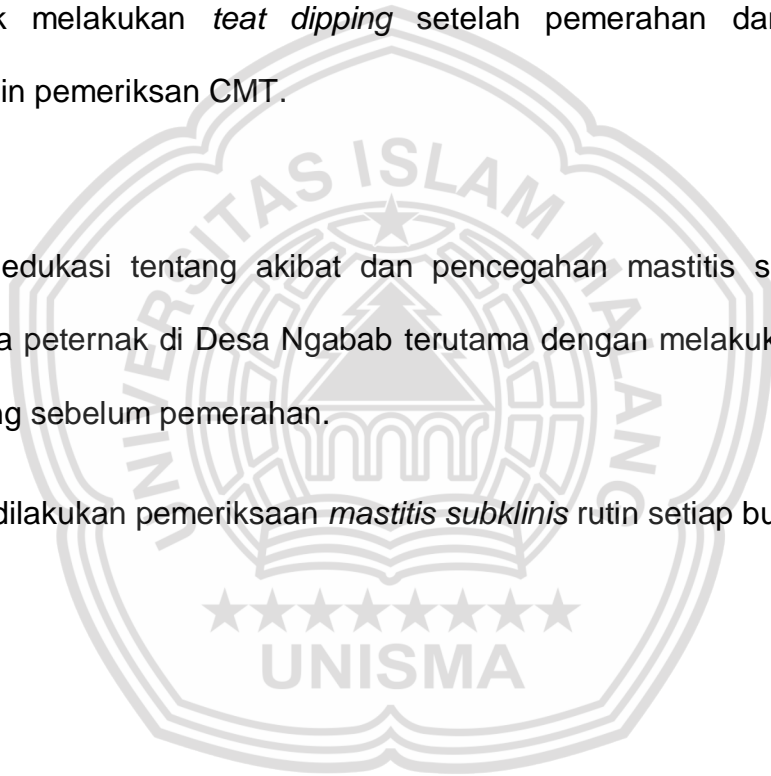 k melakukan teat dipping setelah pemerahan dan
in pemeriksan CMT.
edukasi tentang akibat dan pencegahan mastitis s
a peternak di Desa Ngabab terutama dengan melakuk
ng sebelum pemerahan.
dilakukan pemeriksaan mastitis subklinis rutin setiap bu
UNIVERSITAS ISLAM MALANG
UNISMA